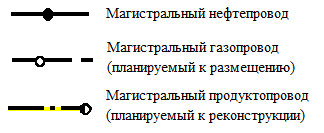 Магистральный нефтепровод
Магистральный газопровод
(планируемый к размещению)
Магистральный продуктопровод
(планируемый к реконструкции)